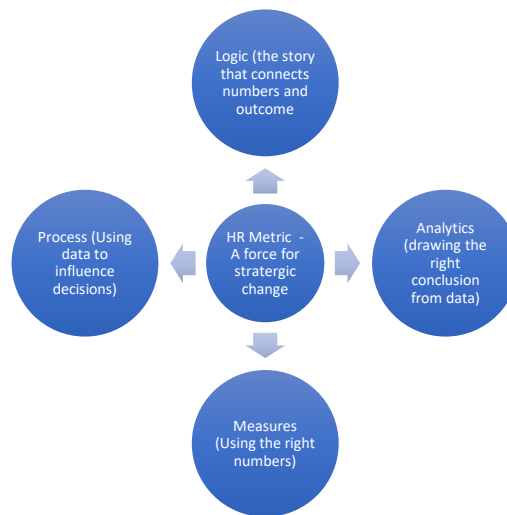 Logic (the story
that connects
numbers and
outcome
Process (Using
data to
influence
decisions)
HR Metric -
A force for
stratergic
change
Analytics
(drawing the
right
conclusion
from data)
Measures
(Using the right
numbers)